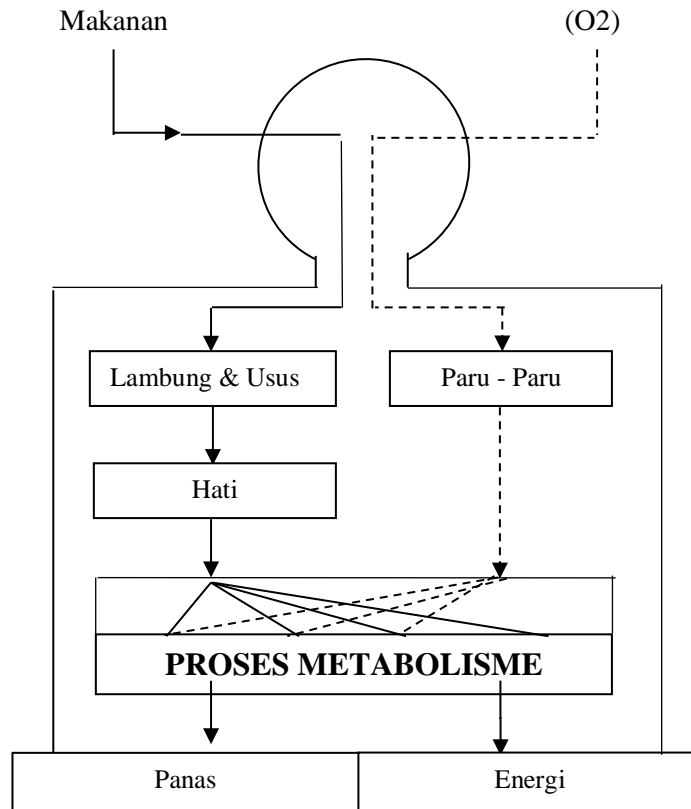 Makanan
(O2)
Lambung & Usus
Paru - Paru
Hati
PROSES METABOLISME
Panas
Energi